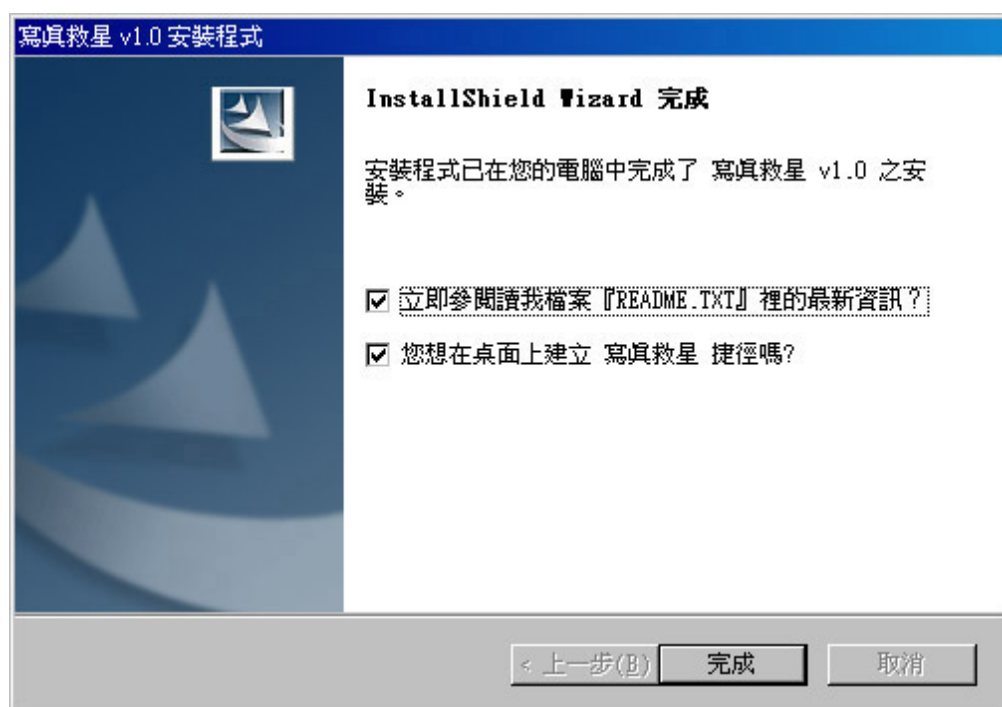 寫真救星 v1.0 安裝程式
InstallShield Wizard 完成
安裝程式已在您的電腦中完成了 寫真救星 v1.0 之安
裝。
立即參閱讀我檔案『README.TXT』裡的最新資訊？
您想在桌面上建立 寫真救星 捷徑嗎?
< 上一步(B) 完成 取消